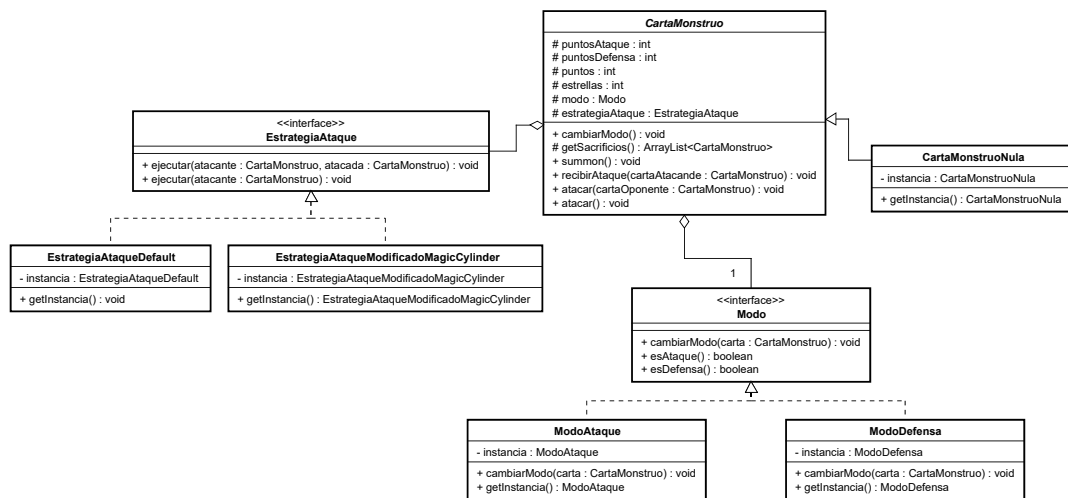 CartaMonstruo
# puntosAtaque : int
# puntosDefensa : int
# puntos : int
# estrellas : int
# modo : Modo
# estrategiaAtaque : EstrategiaAtaque
+ cambiarModo() : void
# getSacrificios() : ArrayList<CartaMonstruo>
+ summon() : void
+ recibirAtaque(cartaAtacande : CartaMonstruo) : void
+ atacar(cartaOponente : CartaMonstruo) : void
+ atacar() : void
<<interface>>
EstrategiaAtaque
+ ejecutar(atacante : CartaMonstruo, atacada : CartaMonstruo) : void
+ ejecutar(atacante : CartaMonstruo) : void
CartaMonstruoNula
- instancia : CartaMonstruoNula
+ getInstancia() : CartaMonstruoNula
EstrategiaAtaqueDefault
- instancia : EstrategiaAtaqueDefault
+ getInstancia() : void
EstrategiaAtaqueModificadoMagicCylinder
- instancia : EstrategiaAtaqueModificadoMagicCylinder
+ getInstancia() : EstrategiaAtaqueModificadoMagicCylinder
1
<<interface>>
Modo
+ cambiarModo(carta : CartaMonstruo) : void
+ esAtaque() : boolean
+ esDefensa() : boolean
ModoAtaque
- instancia : ModoAtaque
+ cambiarModo(carta : CartaMonstruo) : void
+ getInstancia() : ModoAtaque
ModoDefensa
- instancia : ModoDefensa
+ cambiarModo(carta : CartaMonstruo) : void
+ getInstancia() : ModoDefensa